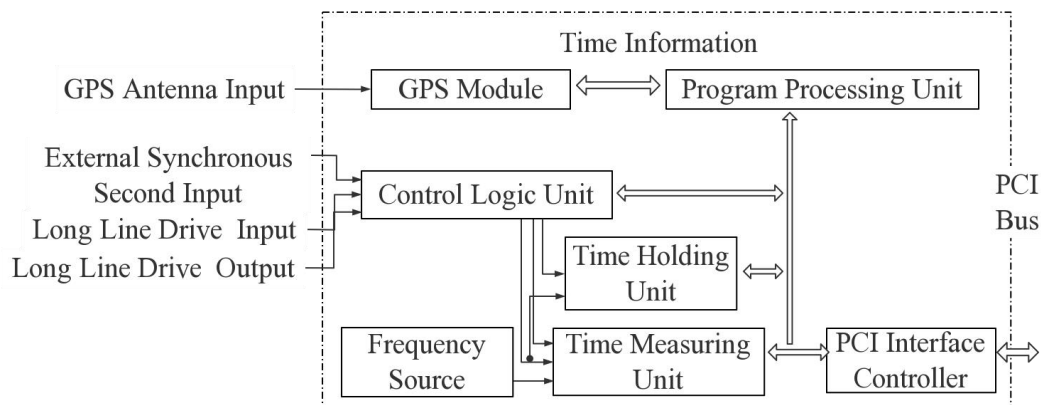 Time Information
GPS Antenna Input
GPS Module
Program Processing Unit
External Synchronous
Second Input
Long Line Drive Input
Long Line Drive Output
Control Logic Unit
PCI
Bus
Time Holding
Unit
Frequency
Source
Time Measuring
Unit
PCI Interface
Controller